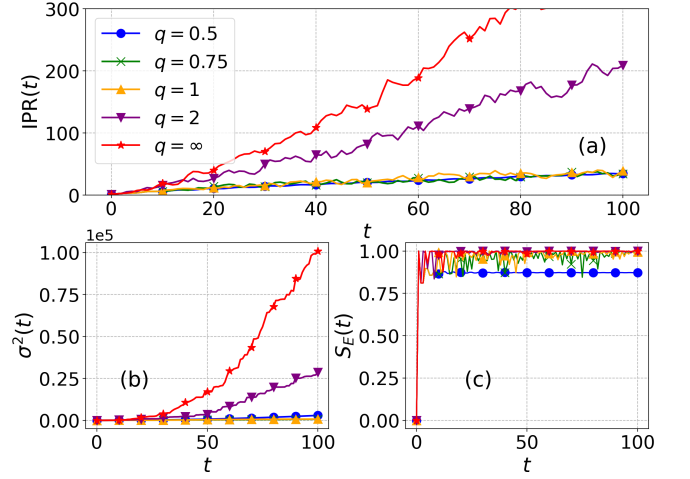 300
200
100
0
IPR(t)
q = 0.5
q = 0.75
q = 1
q = 2
q = ∞
(a)
0 20 40 60 80 100
t
1e5
1.00
0.75
0.50
0.25
0.00
σ²(t)
(b)
0 50 100
t
1.00
0.75
0.50
0.25
0.00
S_E(t)
(c)
0 50 100
t